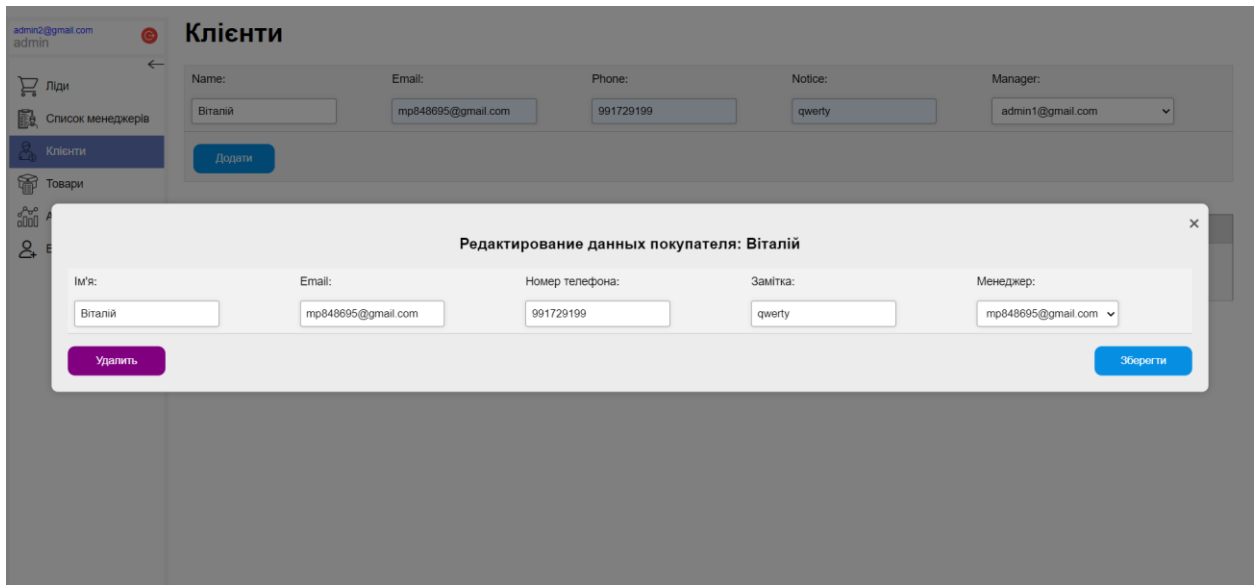 admin2@gmail.com
admin
Клієнти
Ліди
Список менеджерів
Клієнти
Товари
Name:
Email:
Phone:
Notice:
Manager:
Віталій
mp848695@gmail.com
991729199
qwerty
admin1@gmail.com
Додати
Редактирование данных покупателя: Віталій
Ім'я:
Email:
Номер телефона:
Замітка:
Менеджер:
Віталій
mp848695@gmail.com
991729199
qwerty
mp848695@gmail.com
Удалить
Зберегти